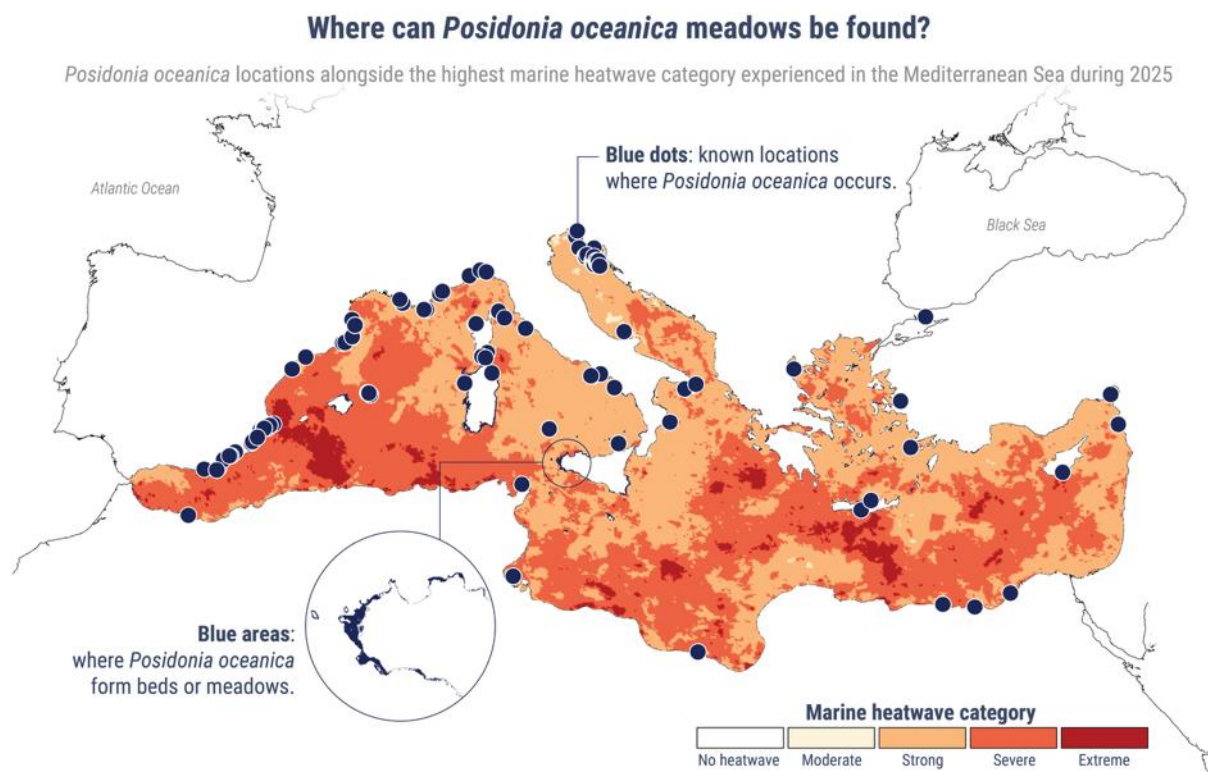 Where can Posidonia oceanica meadows be found?
Posidonia oceanica locations alongside the highest marine heatwave category experienced in the Mediterranean Sea during 2025
Blue dots: known locations
where Posidonia oceanica occurs.
Atlantic Ocean
Black Sea
Blue areas:
where Posidonia oceanica
form beds or meadows.
Marine heatwave category
No heatwave Moderate Strong Severe Extreme